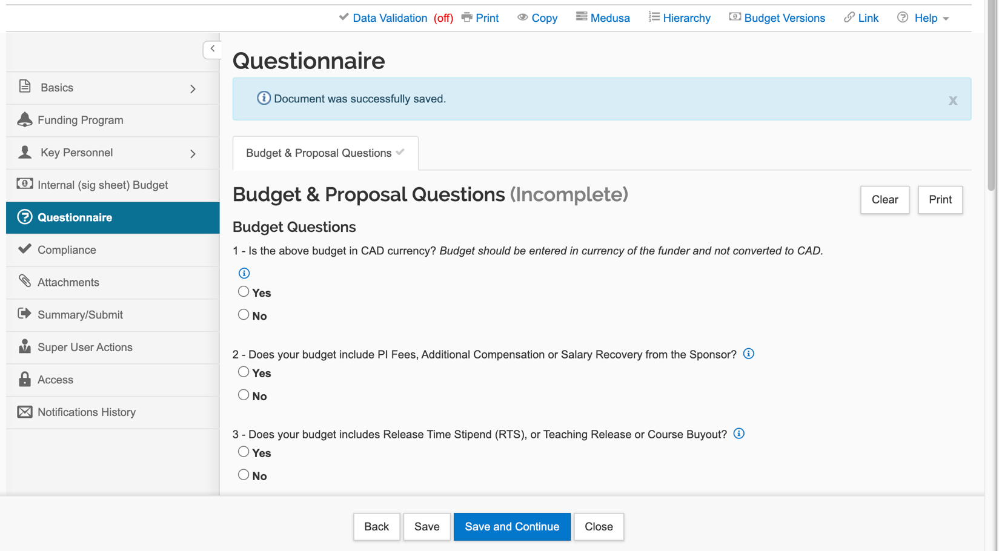 Data Validation (off) Print Copy Medusa Hierarchy Budget Versions Link Help
Questionnaire
Document was successfully saved.
X
Basics
Funding Program
Key Personnel
Internal (sig sheet) Budget
Questionnaire
Compliance
Attachments
Summary/Submit
Super User Actions
Access
Notifications History
Budget & Proposal Questions
Budget & Proposal Questions (Incomplete)
Clear Print
Budget Questions
1 - Is the above budget in CAD currency? Budget should be entered in currency of the funder and not converted to CAD.
Yes
No
2 - Does your budget include PI Fees, Additional Compensation or Salary Recovery from the Sponsor?
Yes
No
3 - Does your budget includes Release Time Stipend (RTS), or Teaching Release or Course Buyout?
Yes
No
Back Save Save and Continue Close